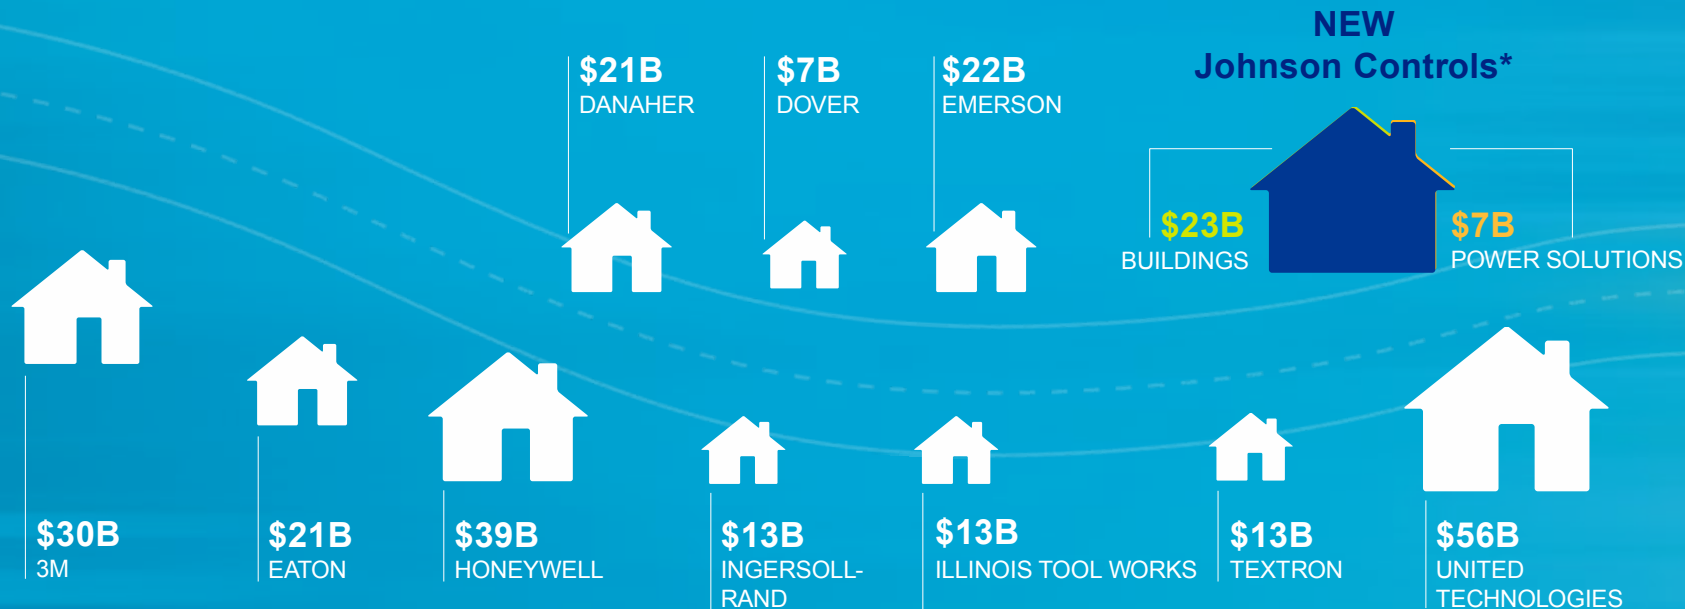 NEW
Johnson Controls*
$21B
DANAHER
$7B
DOVER
$22B
EMERSON
$23B
BUILDINGS
$7B
POWER SOLUTIONS
$30B
3M
$21B
EATON
$39B
HONEYWELL
$13B
INGERSOLL-
RAND
$13B
ILLINOIS TOOL WORKS
$13B
TEXTRON
$56B
UNITED
TECHNOLOGIES